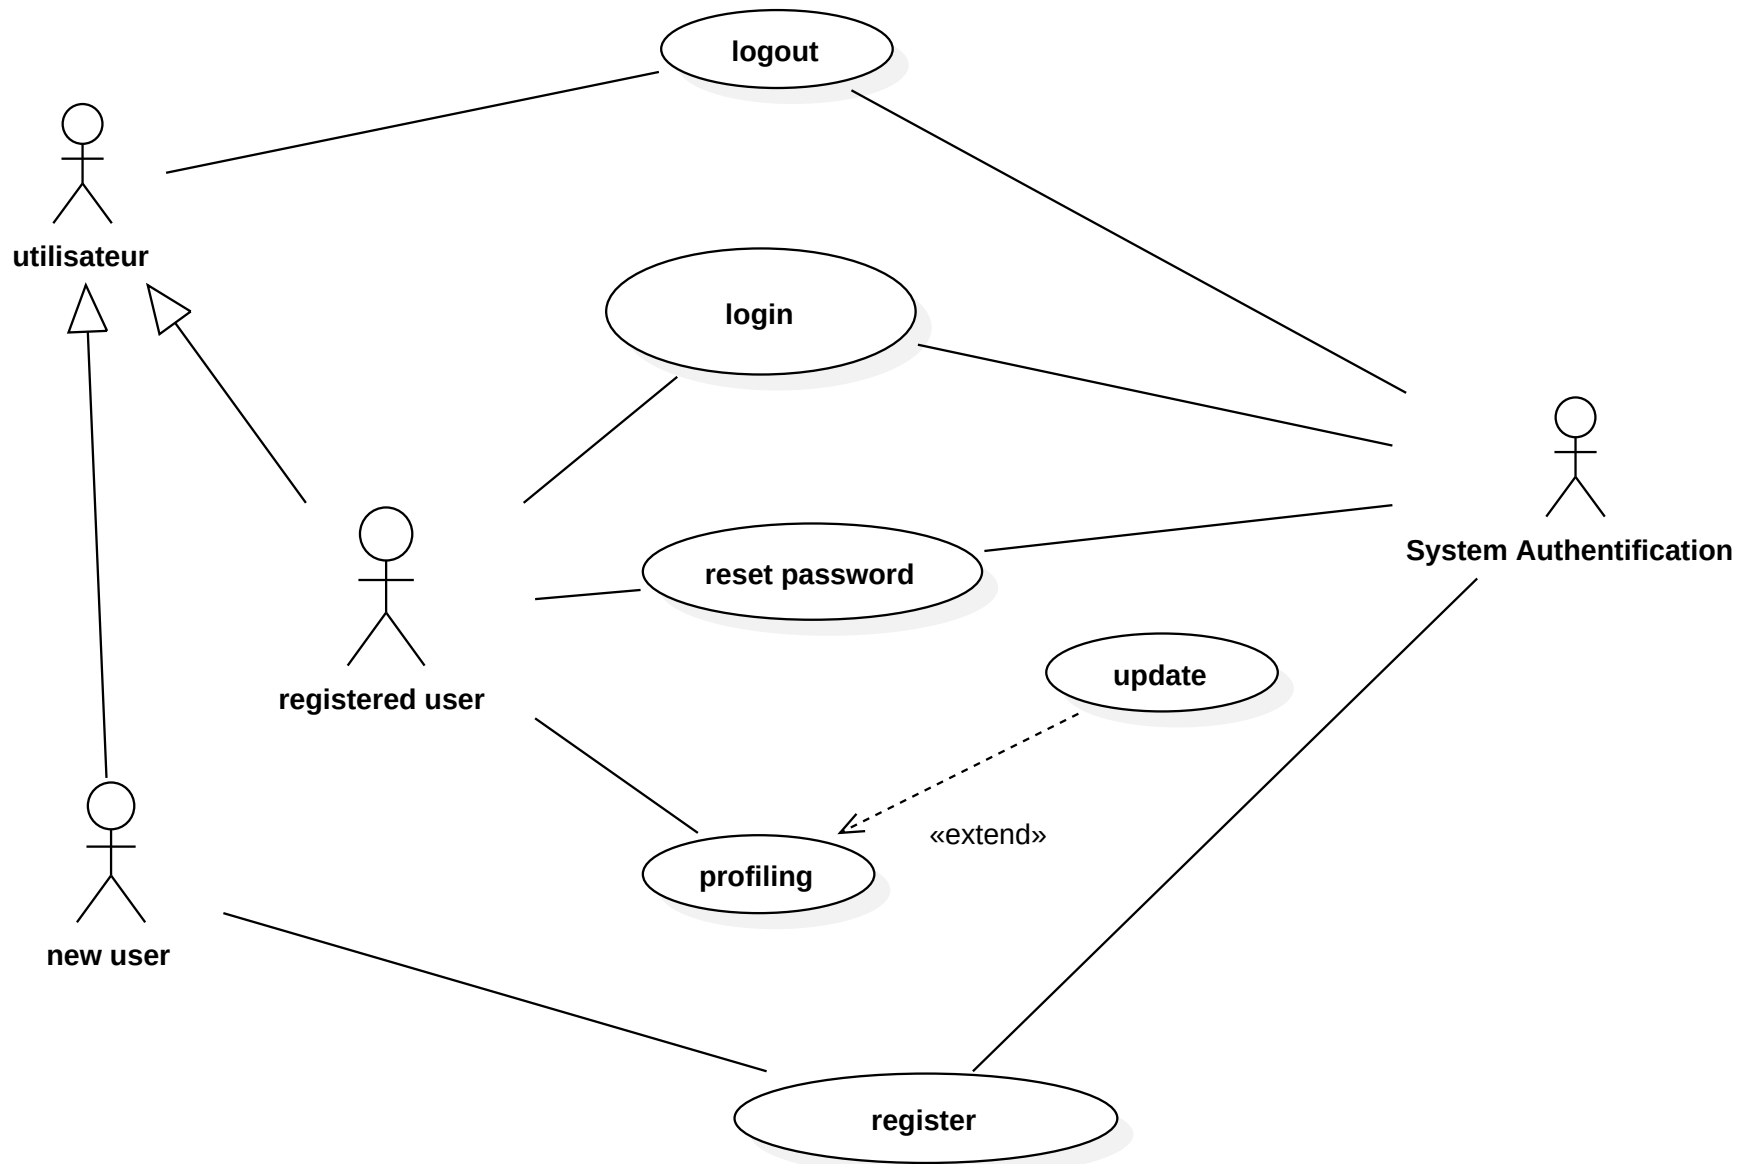 logout
utilisateur
login
System Authentification
reset password
update
registered user
«extend»
profiling
new user
register